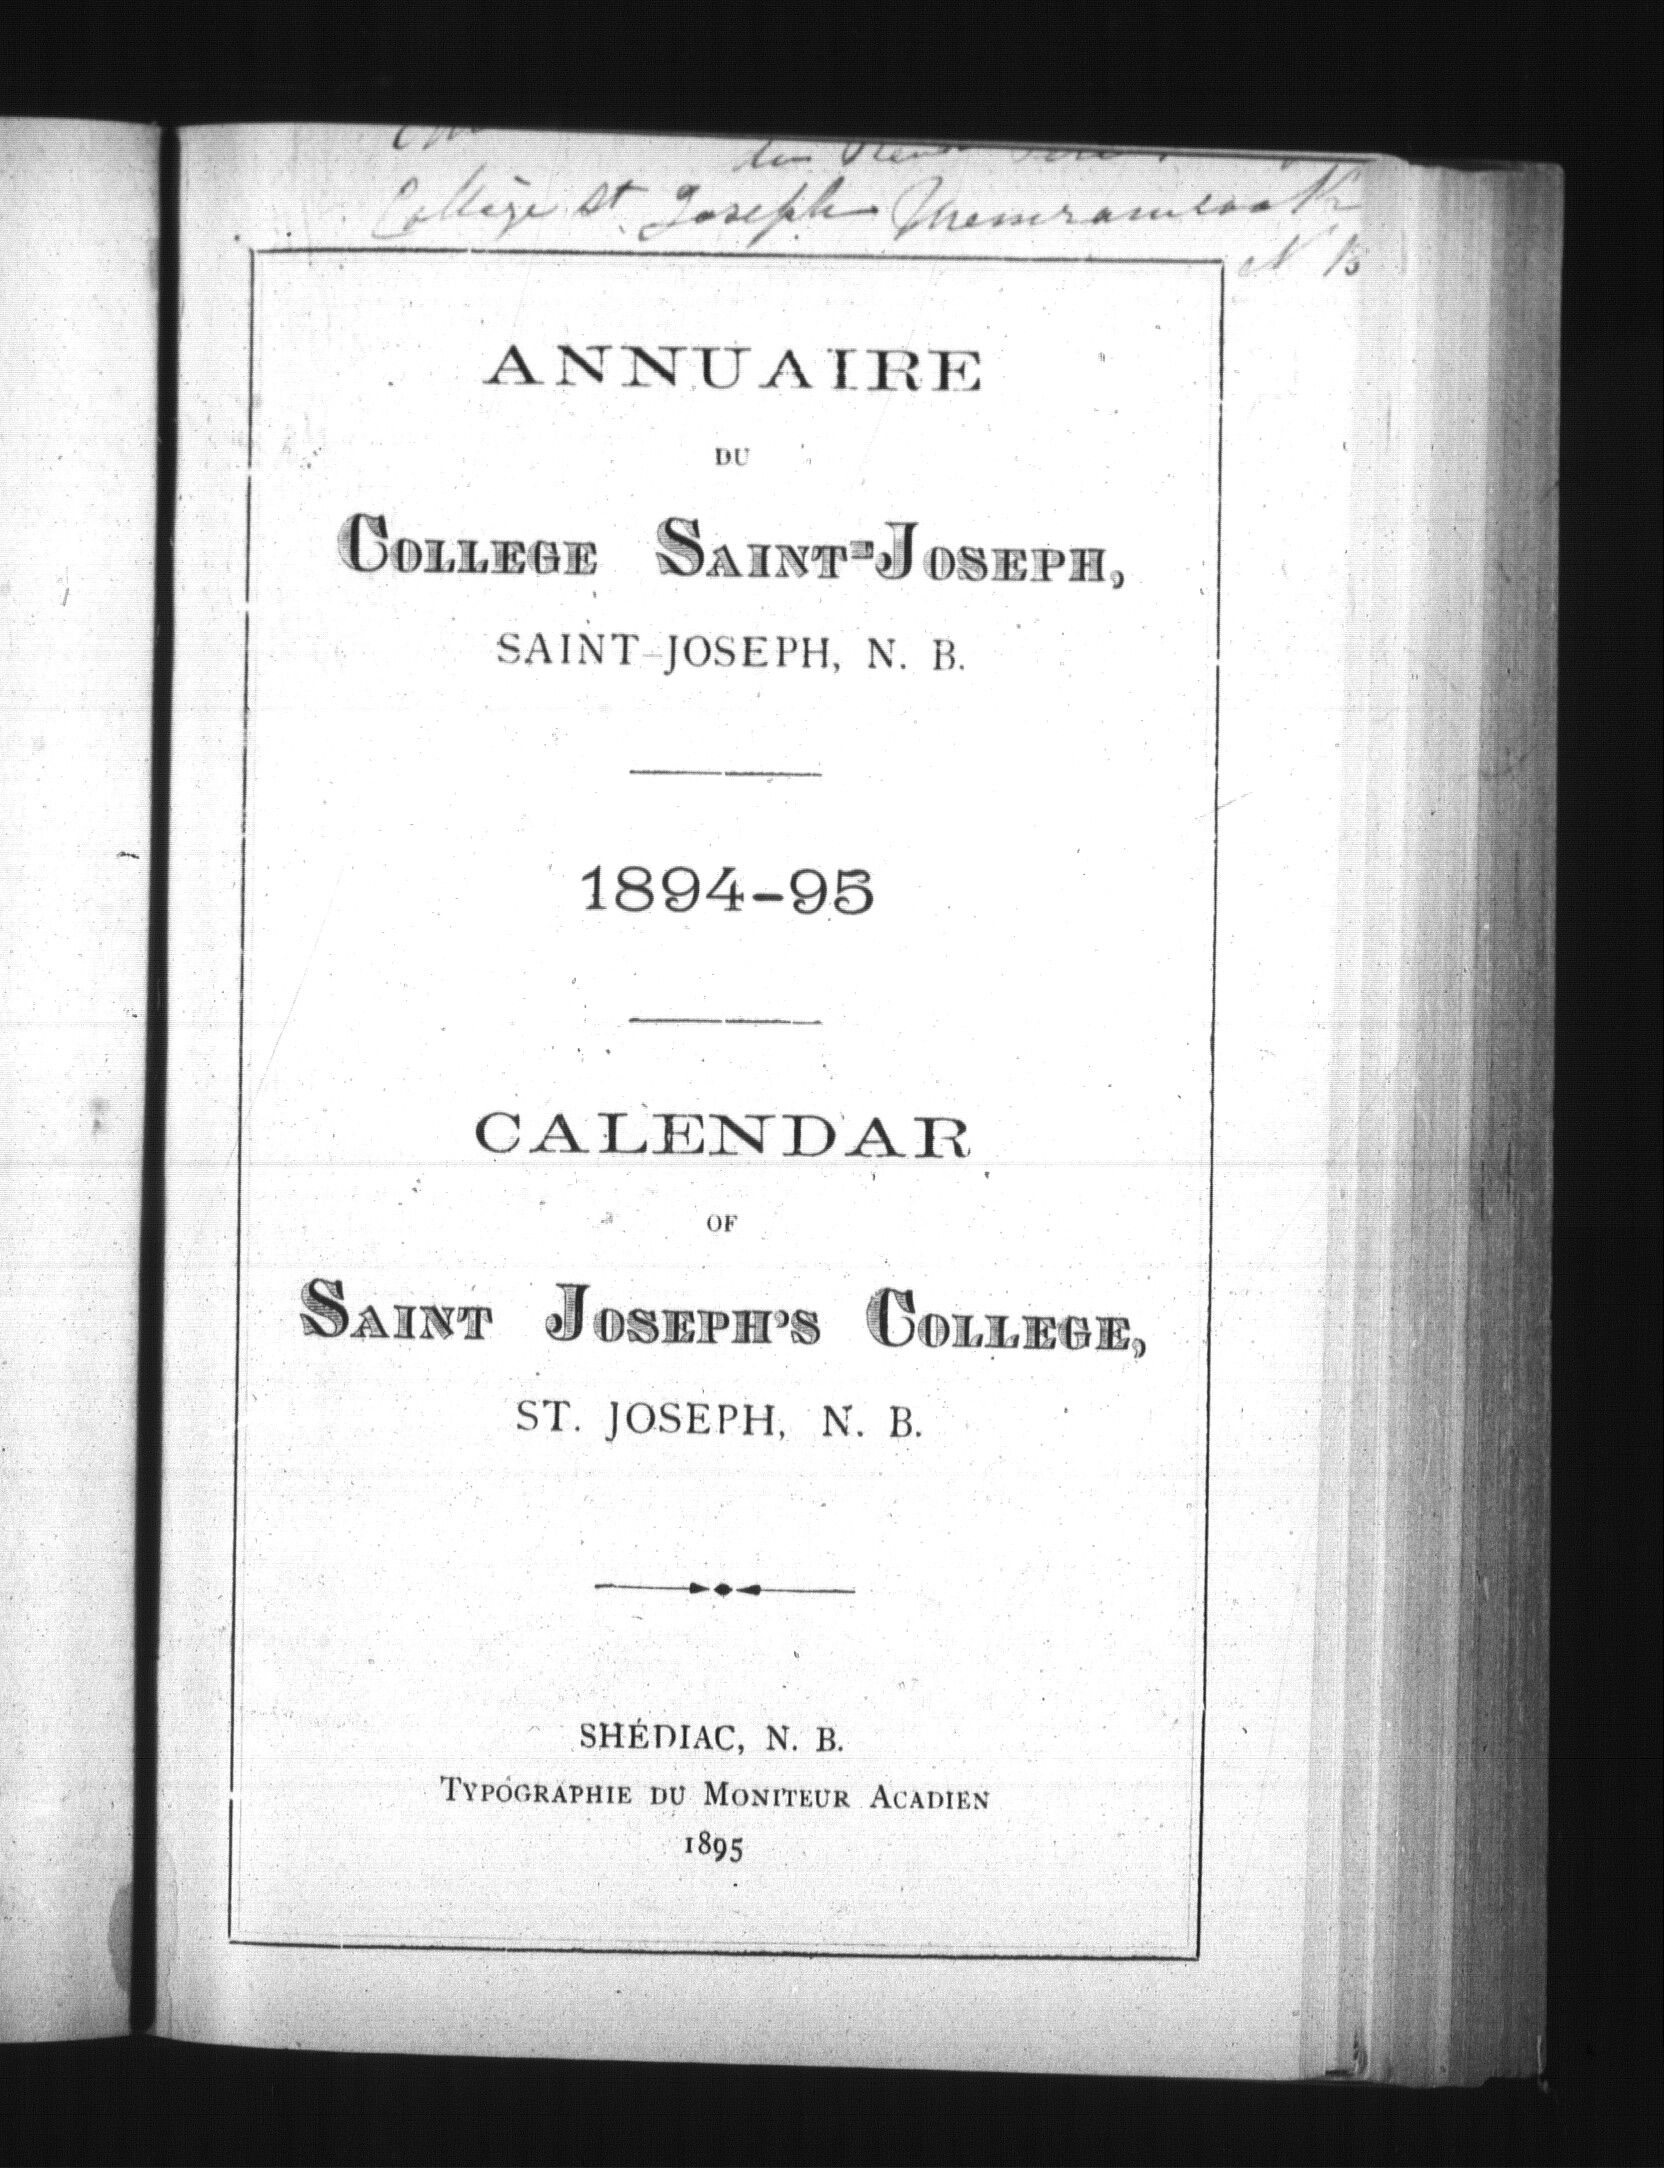 Collège St. Joseph Memramcook
N B
ANNUAIRE
DU
COLLEGE SAINT-JOSEPH,
SAINT-JOSEPH, N. B.
1894-95
CALENDAR
OF
SAINT JOSEPH'S COLLEGE,
ST. JOSEPH, N. B.
SHÉDIAC, N. B.
TYPOGRAPHIE DU MONITEUR ACADIEN
1895